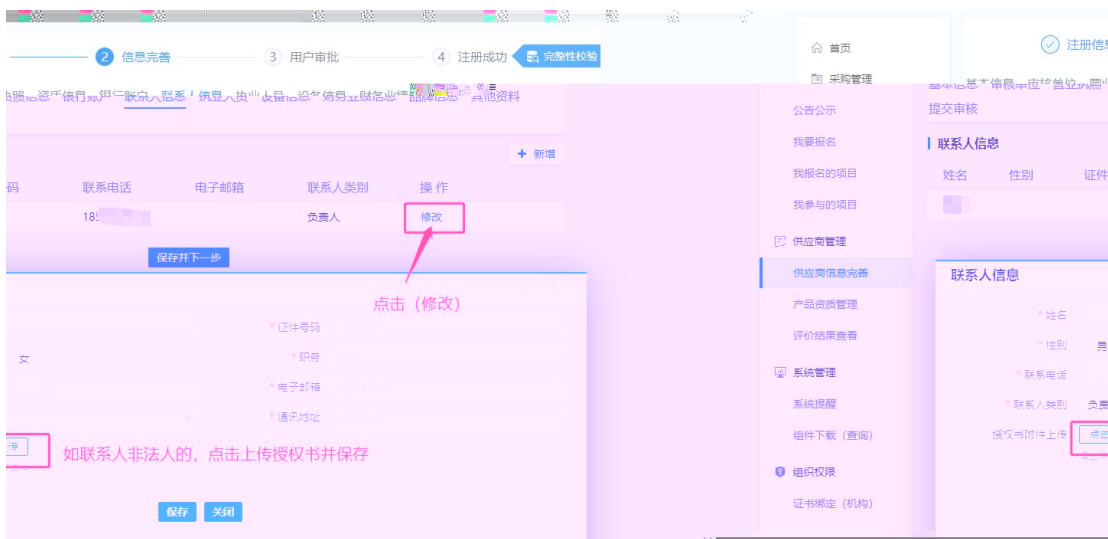 2 信息完善
3 用户审批
4 注册成功
完整性校验
联系人信息
+ 新增
联系电话
电子邮箱
联系人类别
操作
负责人
修改
保存并下一步
点击（修改）
* 证件号码
女
* 职务
* 电子邮箱
* 通讯地址
如联系人非法人的，点击上传授权书并保存
保存
关闭
首页
采购管理
公告公示
我要报名
我报名的项目
我参与的项目
供应商管理
供应商信息完善
产品资质管理
评价结果查看
系统管理
系统提醒
组件下载（查询）
组织权限
证书绑定（机构）
注册信息
提交审核
联系人信息
姓名
性别
证件
联系人信息
* 姓名
* 性别
男
* 联系电话
* 联系人类别
授权书附件上传